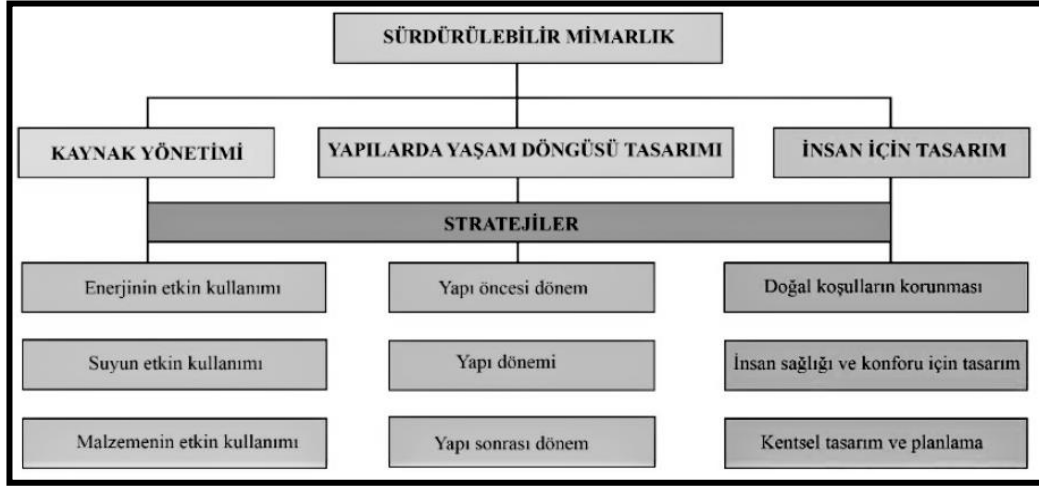 SÜRDÜRÜLEBİLİR MİMARLIK
KAYNAK YÖNETİMİ
YAPILARDA YAŞAM DÖNGÜSÜ TASARIMI
İNSAN İÇİN TASARIM
STRATEJİLER
Enerjinin etkin kullanımı
Yapı öncesi dönem
Doğal koşulların korunması
Suyun etkin kullanımı
Yapı dönemi
İnsan sağlığı ve konforu için tasarım
Malzemenin etkin kullanımı
Yapı sonrası dönem
Kentsel tasarım ve planlama